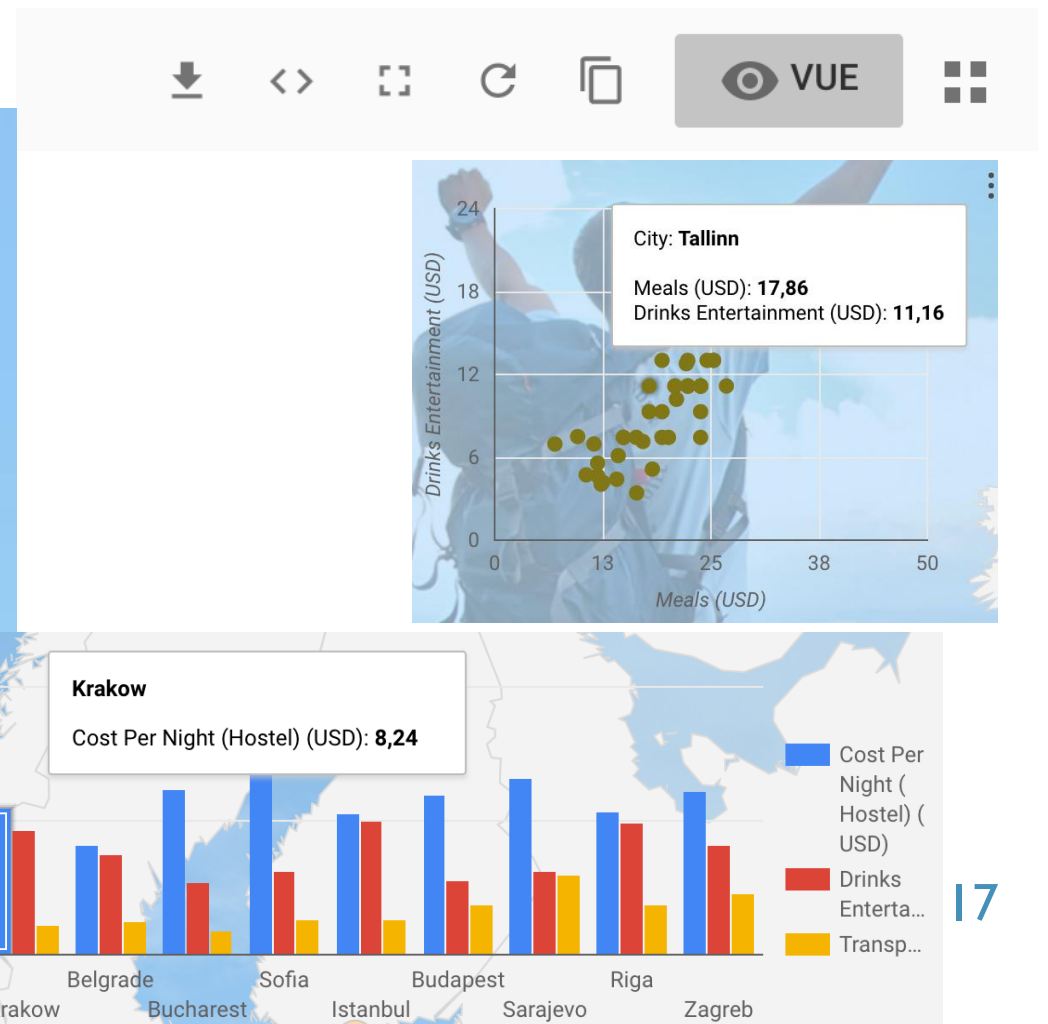 VUE
24
18
12
6
0
Drinks Entertainment (USD)
City: Tallinn
Meals (USD): 17,86
Drinks Entertainment (USD): 11,16
0 13 25 38 50
Meals (USD)
Krakow
Cost Per Night (Hostel) (USD): 8,24
Cost Per
Night (
Hostel) (
USD)
Drinks
Enterta...
Transp...
17
Belgrade Sofia Budapest Riga
rakow Bucharest Istanbul Sarajevo Zagreb